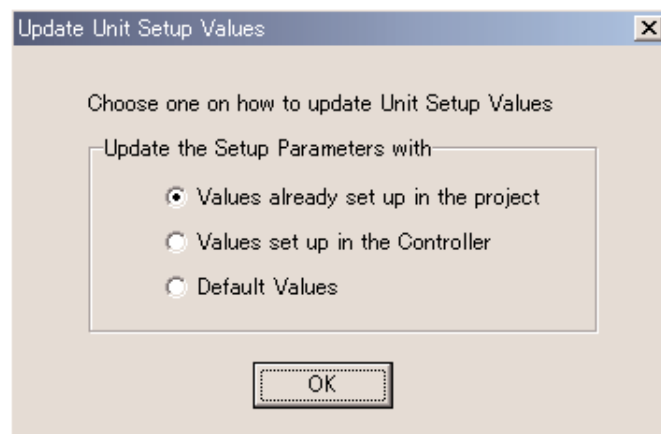 Update Unit Setup Values
Choose one on how to update Unit Setup Values
Update the Setup Parameters with
Values already set up in the project
Values set up in the Controller
Default Values
OK